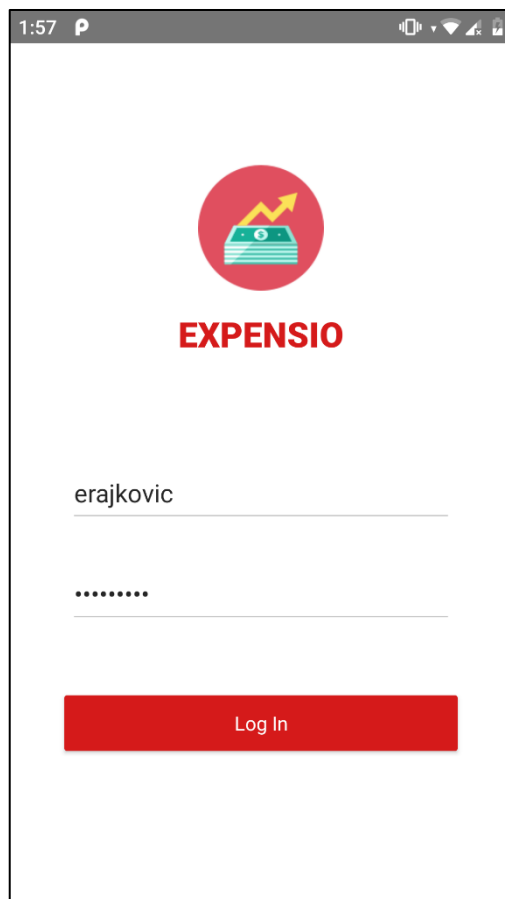 1:57
EXPENSIO
erajkovic
•••••••••
Log In